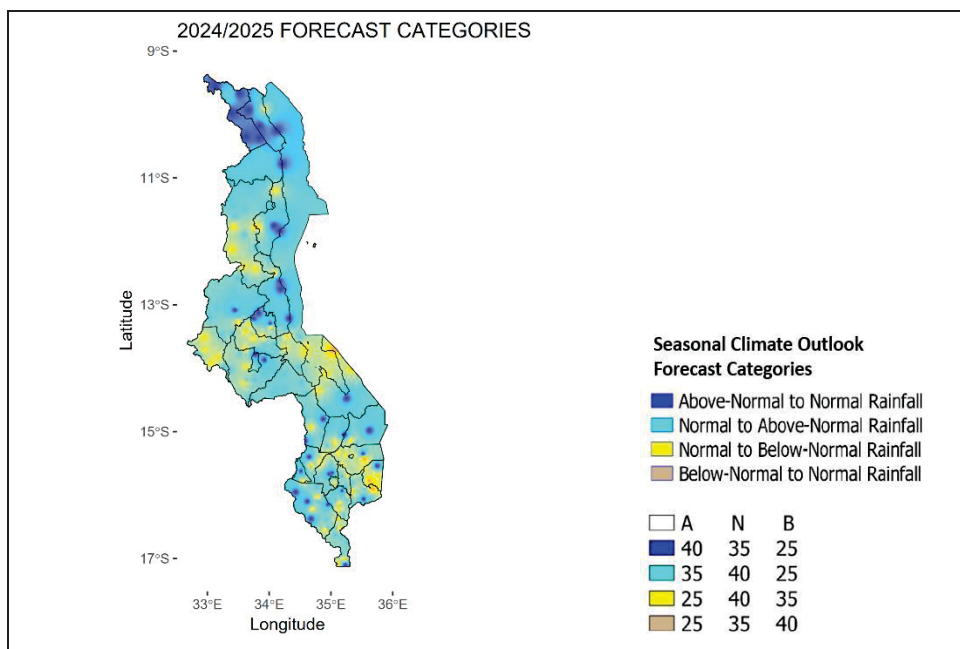 2024/2025 FORECAST CATEGORIES
9°S
11°S
13°S
15°S
17°S
Latitude
33°E 34°E 35°E 36°E
Longitude
Seasonal Climate Outlook
Forecast Categories
Above-Normal to Normal Rainfall
Normal to Above-Normal Rainfall
Normal to Below-Normal Rainfall
Below-Normal to Normal Rainfall
A N B
40 35 25
35 40 25
25 40 35
25 35 40